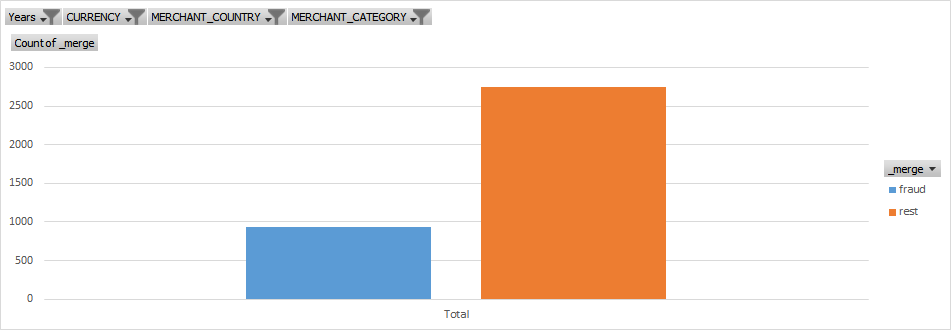 Years CURRENCY MERCHANT_COUNTRY MERCHANT_CATEGORY
Count of _merge
3000
2500
2000
1500
1000
500
0
Total
_merge
fraud
rest